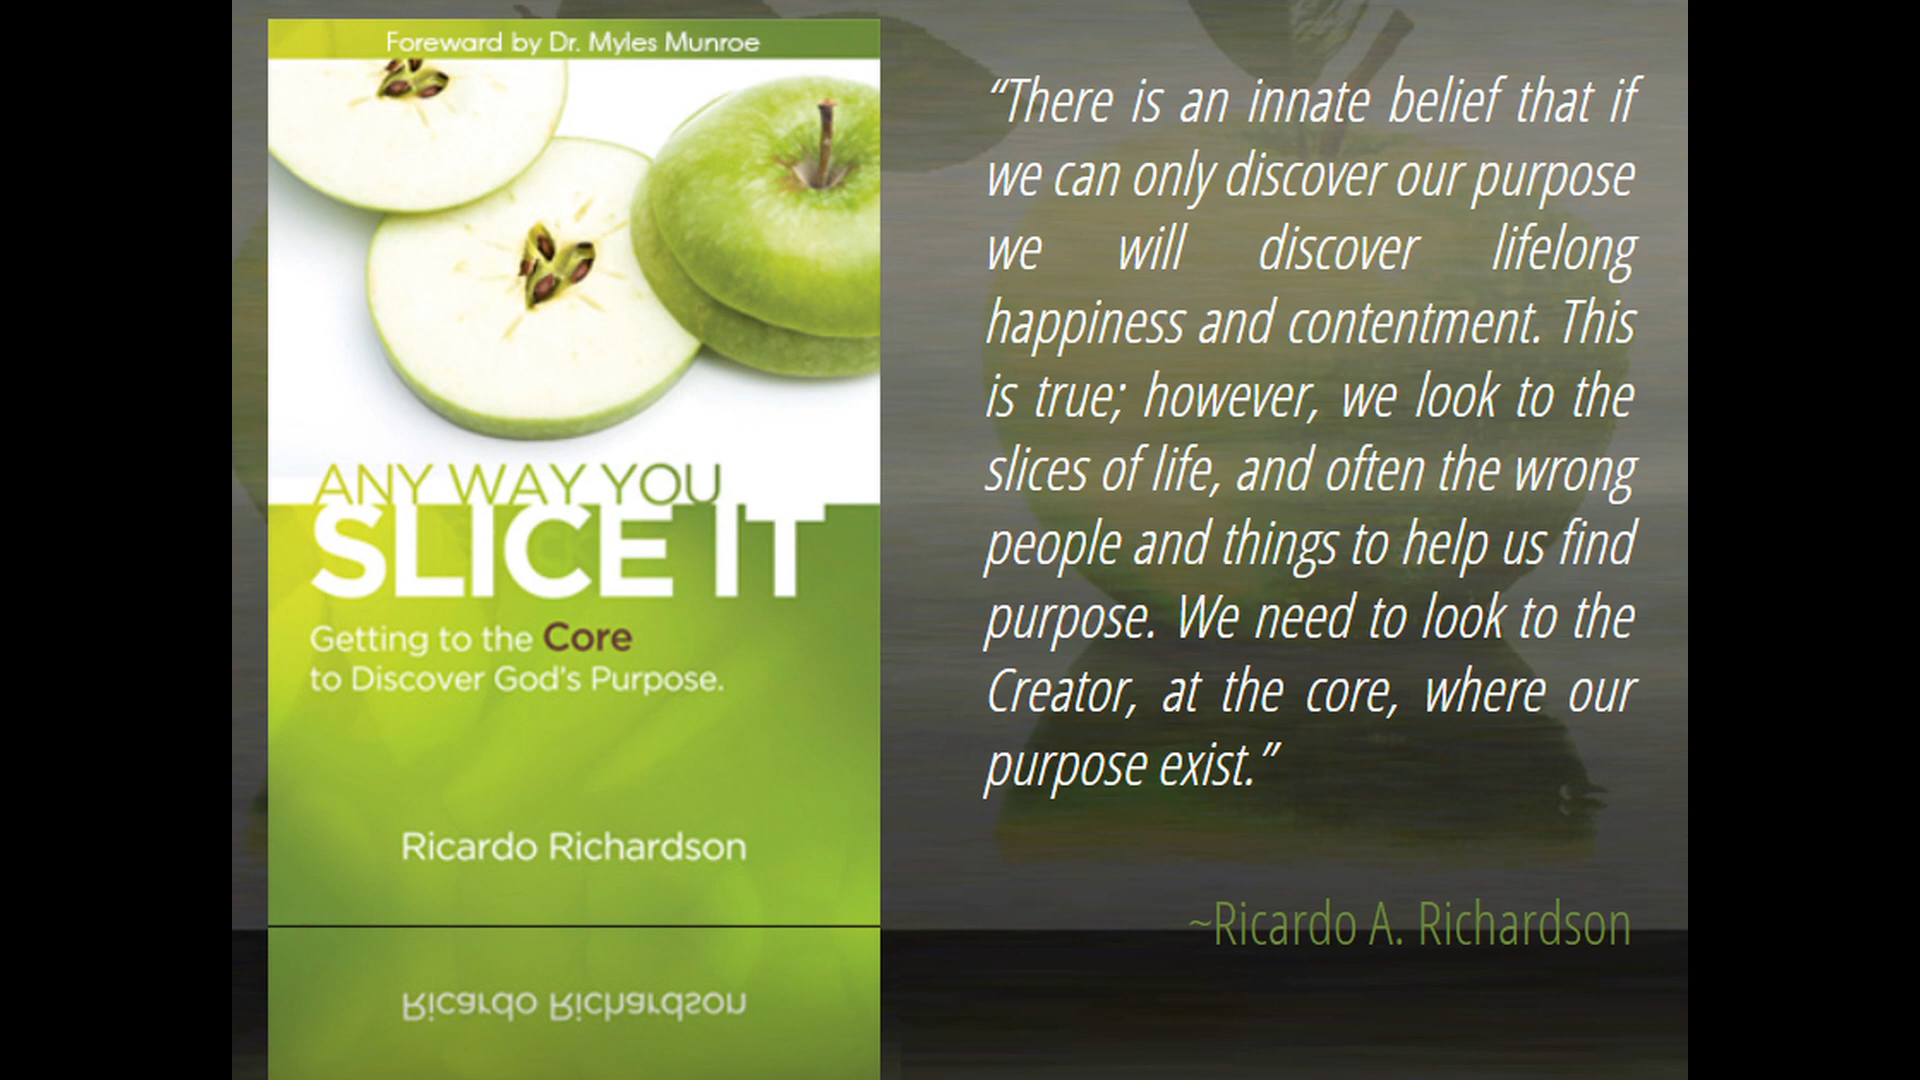 Foreward by Dr. Myles Munroe
ANY WAY YOU
SLICE IT
Getting to the Core
to Discover God's Purpose.
Ricardo Richardson
Ricardo Richardson
“There is an innate belief that if
we can only discover our purpose
we will discover lifelong
happiness and contentment. This
is true; however, we look to the
slices of life, and often the wrong
people and things to help us find
purpose. We need to look to the
Creator, at the core, where our
purpose exist.”
~Ricardo A. Richardson